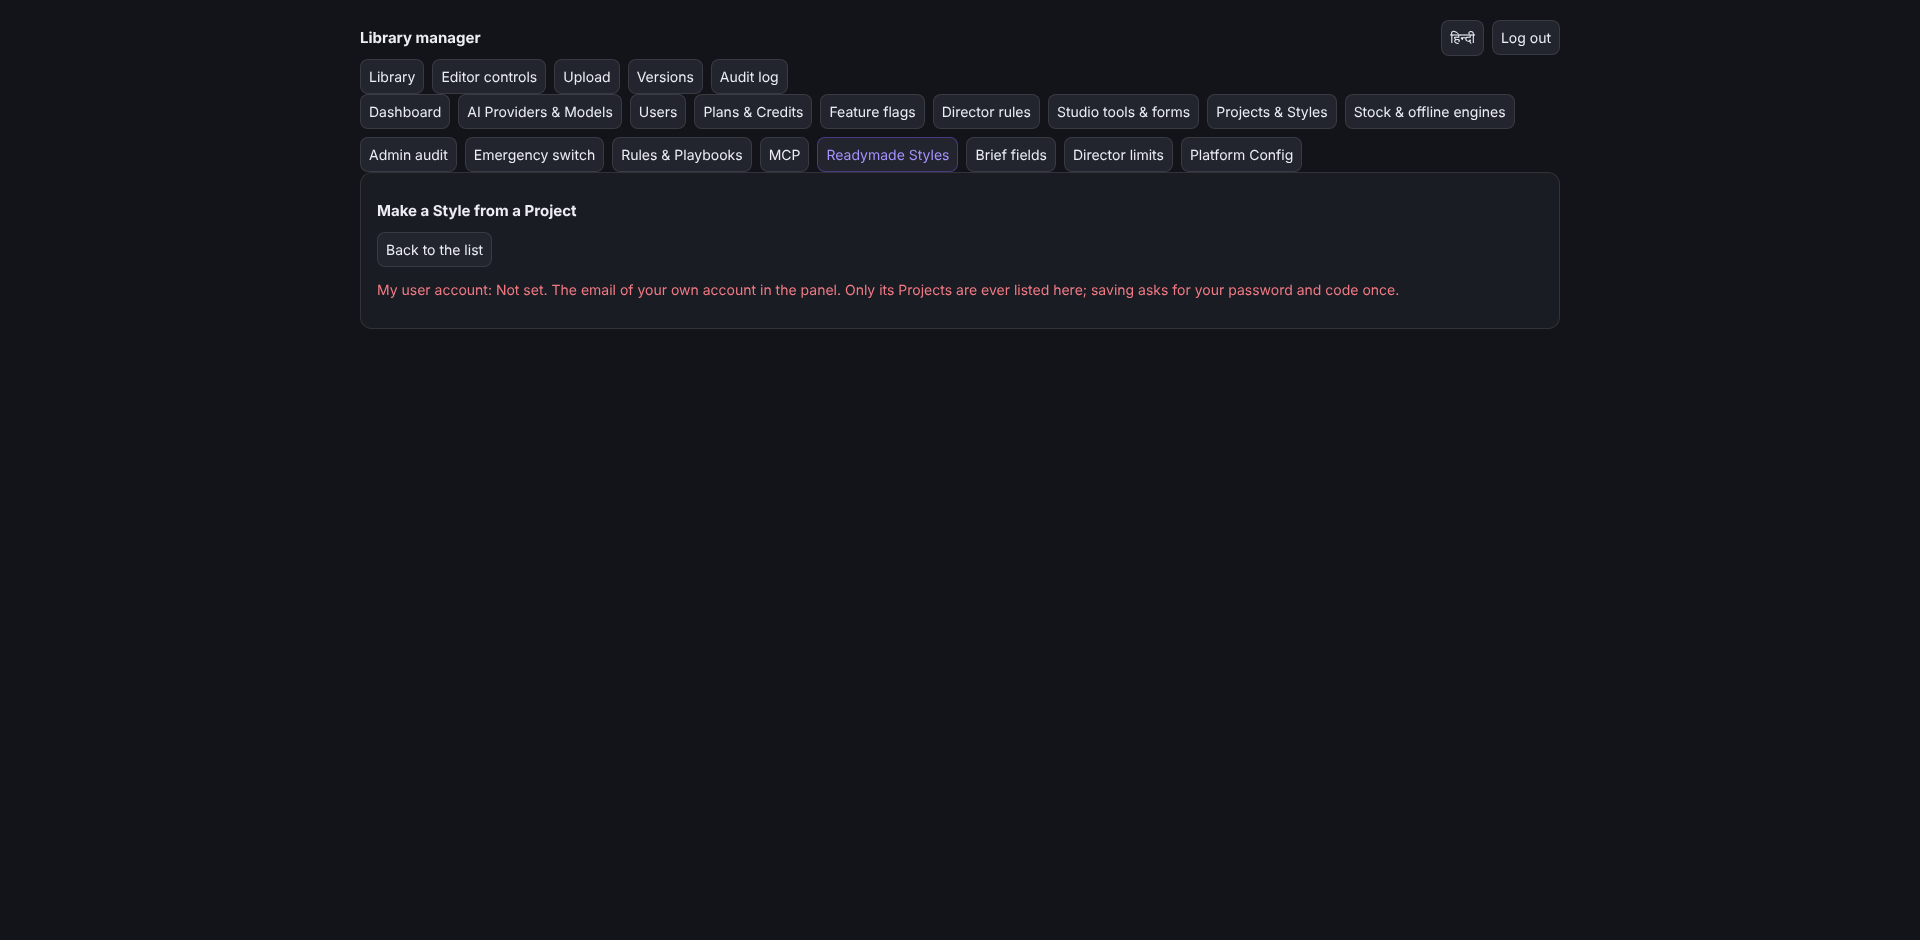 Library manager
हिन्दी Log out
Library Editor controls Upload Versions Audit log
Dashboard AI Providers & Models Users Plans & Credits Feature flags Director rules Studio tools & forms Projects & Styles Stock & offline engines
Admin audit Emergency switch Rules & Playbooks MCP Readymade Styles Brief fields Director limits Platform Config
Make a Style from a Project
Back to the list
My user account: Not set. The email of your own account in the panel. Only its Projects are ever listed here; saving asks for your password and code once.